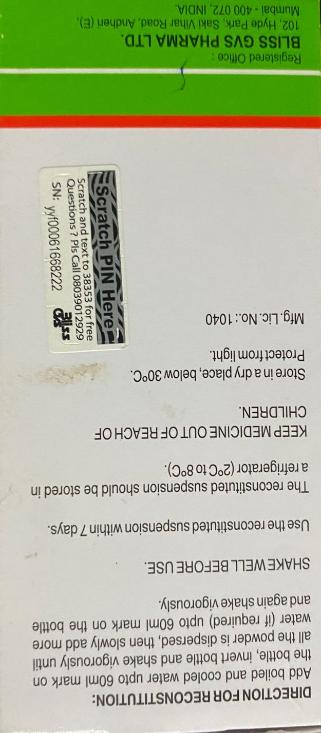 DIRECTION FOR RECONSTITUTION:
Add boiled and cooled water upto 60ml mark on
the bottle, invert bottle and shake vigorously until
all the powder is dispersed, then slowly add more
water (if required) upto 60ml mark on the bottle
and again shake vigorously.
SHAKE WELL BEFORE USE.
Use the reconstituted suspension within 7 days.
The reconstituted suspension should be stored in
a refrigerator (2°C to 8°C).
KEEP MEDICINE OUT OF REACH OF
CHILDREN.
Store in a dry place, below 30°C.
Protect from light.
Mfg. Lic. No.: 1040
Scratch PIN Here
Scratch and text to 38353 for free
Questions ? Pls Call 08039012929
SN: yyf00061668222
Bliss
GVS
Registered Office :
BLISS GVS PHARMA LTD.
102, Hyde Park, Saki Vihar Road, Andheri (E),
Mumbai - 400 072, INDIA.